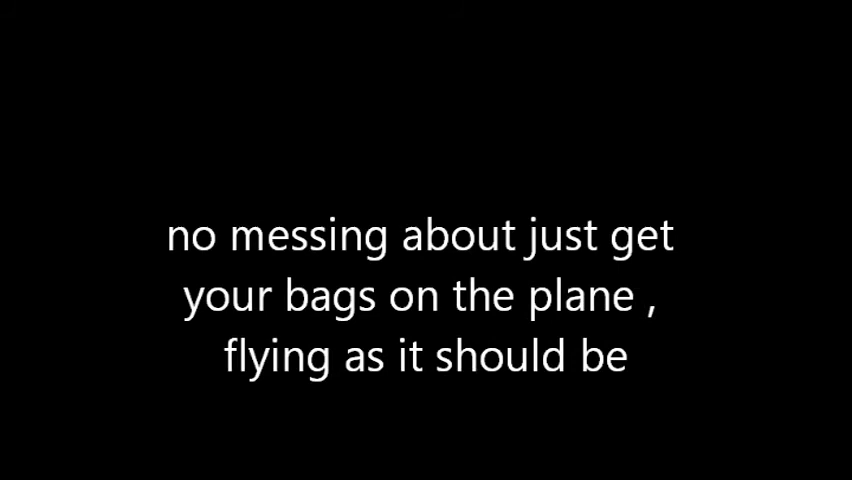 no messing about just get
your bags on the plane ,
flying as it should be